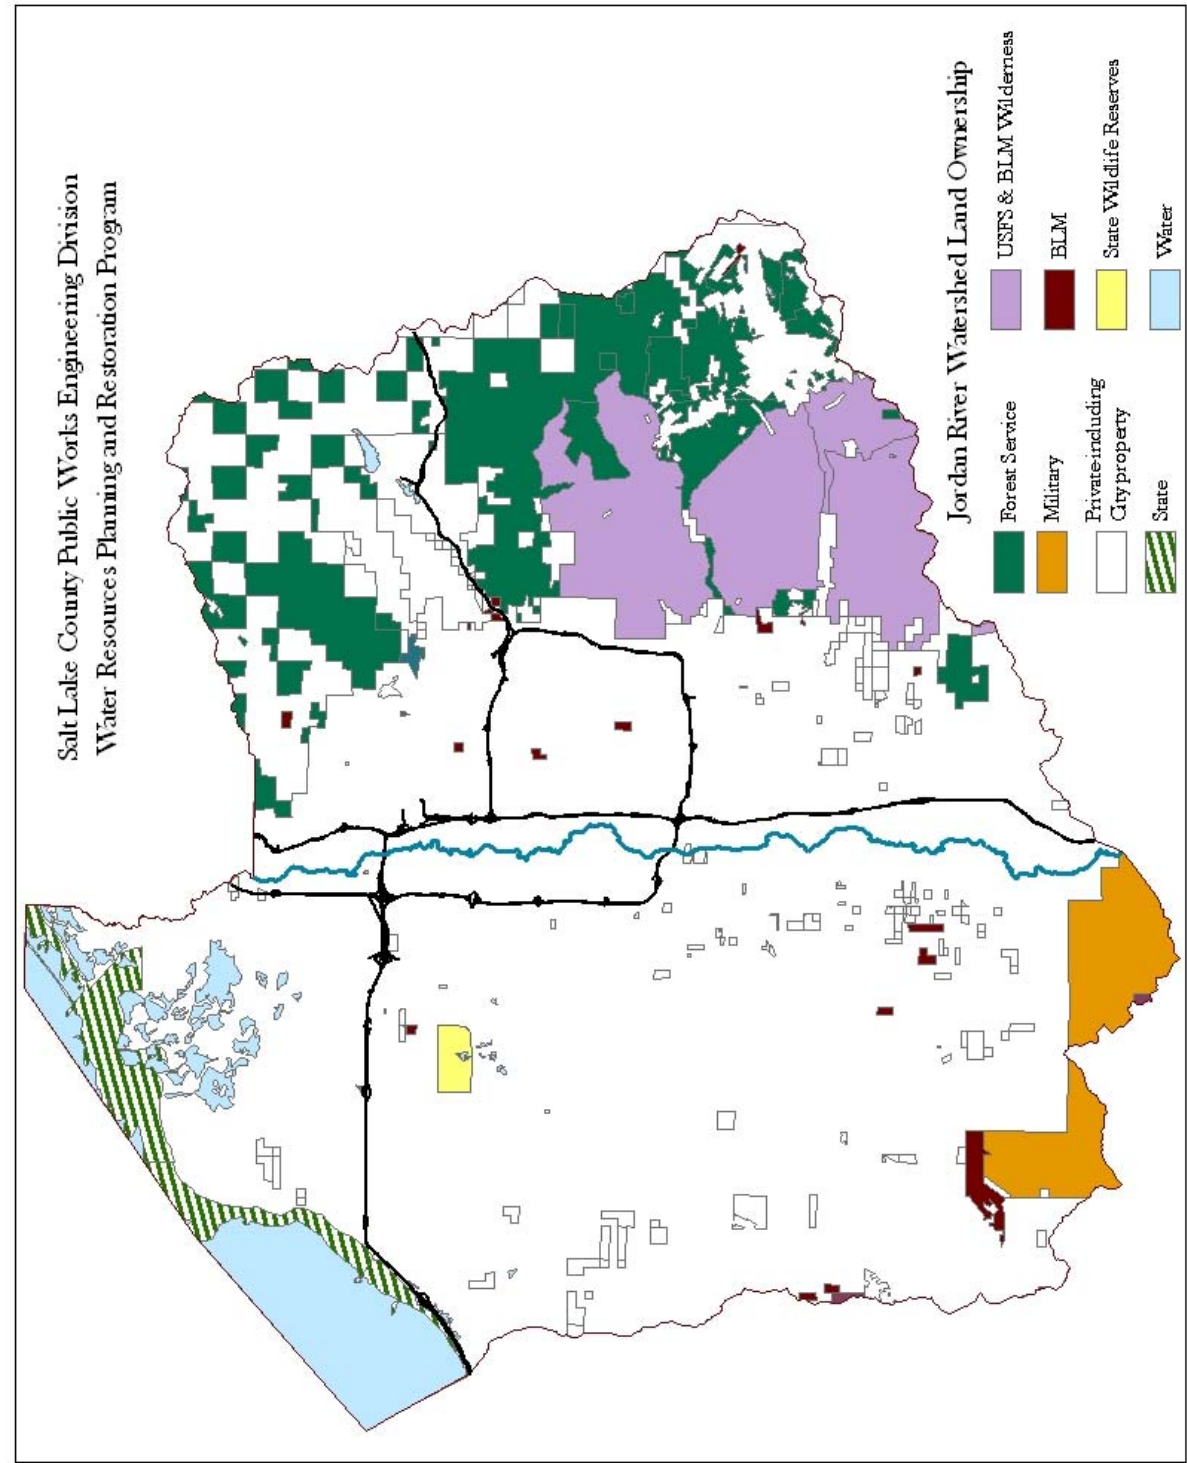 Salt Lake County Public Works Engineering Division
Water Resources Planning and Restoration Program
Jordan River Watershed Land Ownership
Forest Service
USFS & BLM Wilderness
Military
BLM
Private-including
City property
State Wildlife Reserves
State
Water